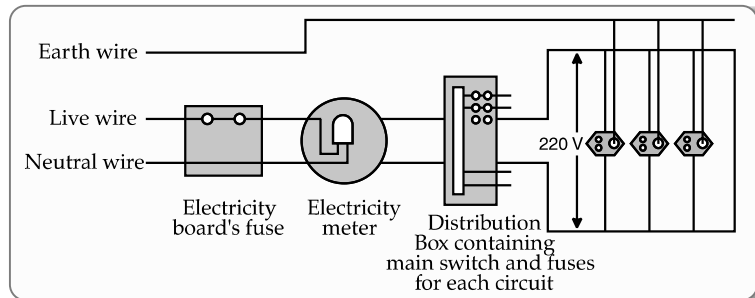 Earth wire
Live wire
Neutral wire
220 V
Electricity
board's fuse
Electricity
meter
Distribution
Box containing
main switch and fuses
for each circuit